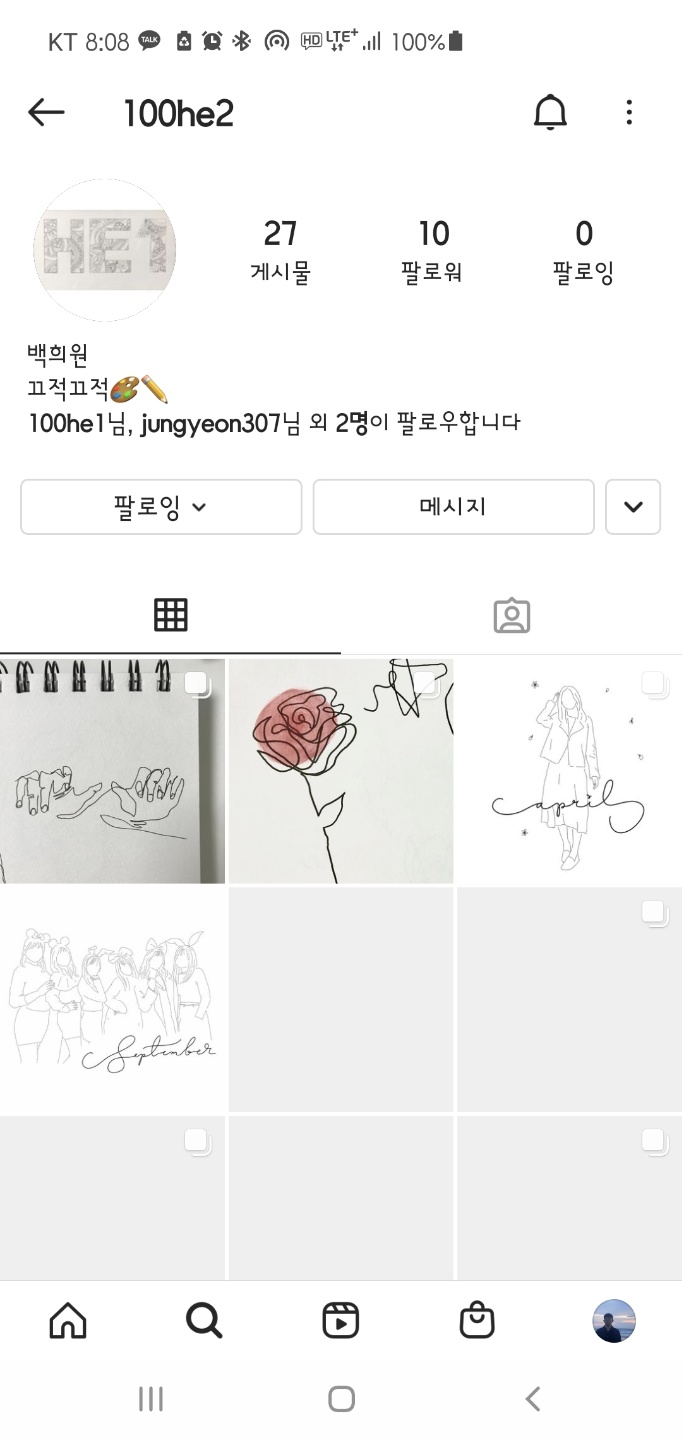 KT 8:08 TALK HD LTE+ 100%
100he2
HE1
27 10 0
게시물 팔로워 팔로잉
백희원
끄적끄적🎨✏️
100he1님, jungyeon307님 외 2명이 팔로우합니다
팔로잉 메시지
april
September